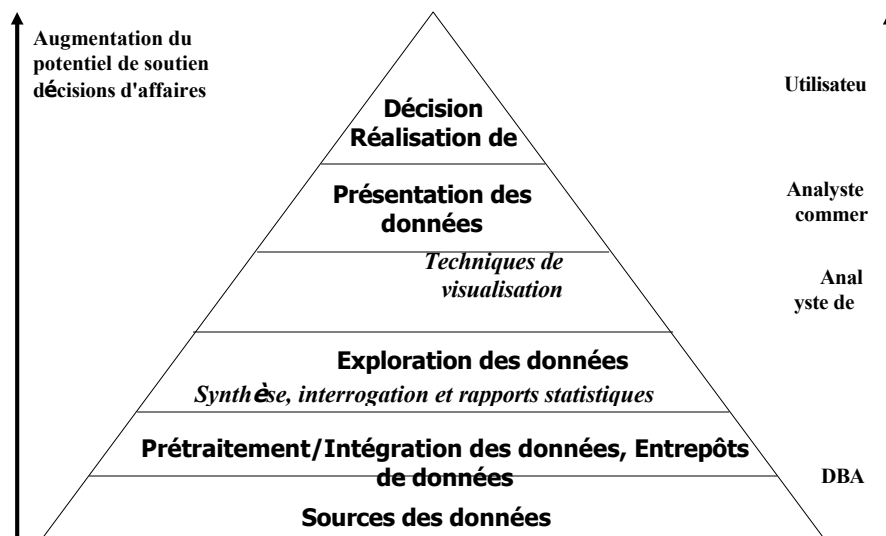 Augmentation du
potentiel de soutien
décisions d'affaires
Utilisateu
Décision
Réalisation de
Présentation des
données
Analyste
commer
Techniques de
visualisation
Anal
yste de
Exploration des données
Synthèse, interrogation et rapports statistiques
Prétraitement/Intégration des données, Entrepôts
de données
DBA
Sources des données